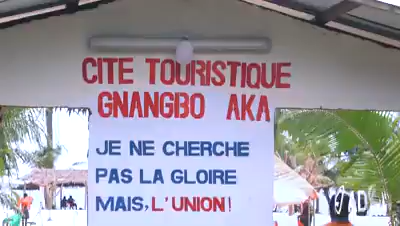 CITE TOURISTIQUE
GNANGBO AKA
JE NE CHERCHE
PAS LA GLOIRE
MAIS, L'UNION!